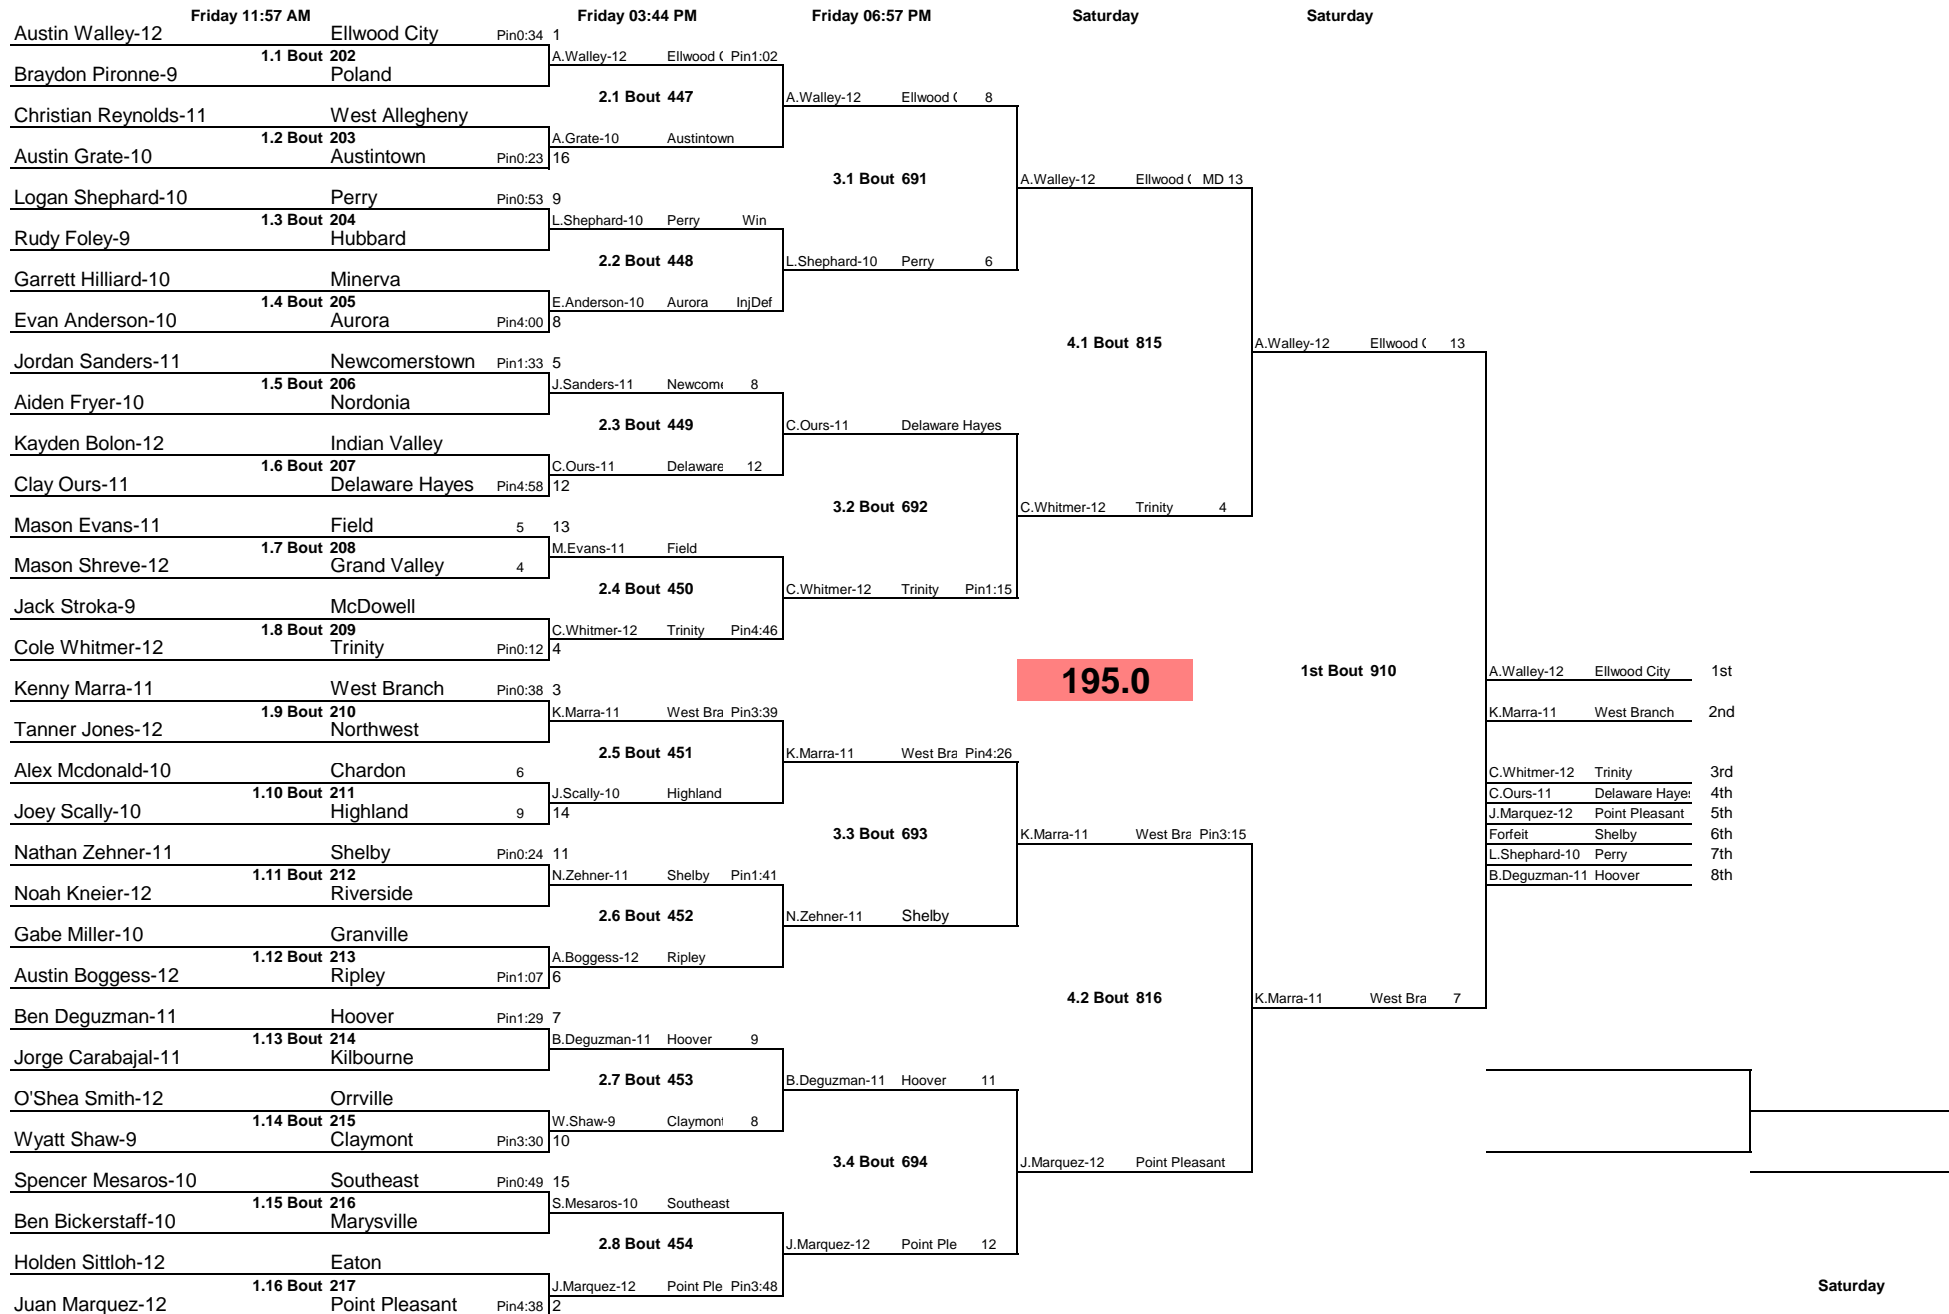 Friday 11:57 AM Friday 03:44 PM Friday 06:57 PM Saturday Saturday
Austin Walley-12 Ellwood City Pin0:34 1
1.1 Bout 202 A.Walley-12 Ellwood ( Pin1:02
Braydon Pironne-9 Poland
2.1 Bout 447 A.Walley-12 Ellwood ( 8
Christian Reynolds-11 West Allegheny
1.2 Bout 203 A.Grate-10 Austintown
Austin Grate-10 Austintown Pin0:23 16
3.1 Bout 691 A.Walley-12 Ellwood ( MD 13
Logan Shephard-10 Perry Pin0:53 9
1.3 Bout 204 L.Shephard-10 Perry Win
Rudy Foley-9 Hubbard
2.2 Bout 448 L.Shephard-10 Perry 6
Garrett Hilliard-10 Minerva
1.4 Bout 205 E.Anderson-10 Aurora InjDef
Evan Anderson-10 Aurora Pin4:00 8
4.1 Bout 815 A.Walley-12 Ellwood ( 13
Jordan Sanders-11 Newcomerstown Pin1:33 5
1.5 Bout 206 J.Sanders-11 Newcome 8
Aiden Fryer-10 Nordonia
2.3 Bout 449 C.Ours-11 Delaware Hayes
Kayden Bolon-12 Indian Valley
1.6 Bout 207 C.Ours-11 Delaware 12
Clay Ours-11 Delaware Hayes Pin4:58 12
3.2 Bout 692 C.Whitmer-12 Trinity 4
Mason Evans-11 Field 5 13
1.7 Bout 208 M.Evans-11 Field
Mason Shreve-12 Grand Valley 4
2.4 Bout 450 C.Whitmer-12 Trinity Pin1:15
Jack Stroka-9 McDowell
1.8 Bout 209 C.Whitmer-12 Trinity Pin4:46
Cole Whitmer-12 Trinity Pin0:12 4
195.0 1st Bout 910 A.Walley-12 Ellwood City 1st
Kenny Marra-11 West Branch Pin0:38 3
1.9 Bout 210 K.Marra-11 West Bra Pin3:39 K.Marra-11 West Branch 2nd
Tanner Jones-12 Northwest
2.5 Bout 451 K.Marra-11 West Bra Pin4:26
Alex Mcdonald-10 Chardon 6 C.Whitmer-12 Trinity 3rd
1.10 Bout 211 J.Scally-10 Highland C.Ours-11 Delaware Hayes 4th
Joey Scally-10 Highland 9 14 J.Marquez-12 Point Pleasant 5th
3.3 Bout 693 K.Marra-11 West Bra Pin3:15 Forfeit Shelby 6th
Nathan Zehner-11 Shelby Pin0:24 11 L.Shephard-10 Perry 7th
1.11 Bout 212 N.Zehner-11 Shelby Pin1:41 B.Deguzman-11 Hoover 8th
Noah Kneier-12 Riverside
2.6 Bout 452 N.Zehner-11 Shelby
Gabe Miller-10 Granville
1.12 Bout 213 A.Boggess-12 Ripley
Austin Boggess-12 Ripley Pin1:07 6
4.2 Bout 816 K.Marra-11 West Bra 7
Ben Deguzman-11 Hoover Pin1:29 7
1.13 Bout 214 B.Deguzman-11 Hoover 9
Jorge Carabajal-11 Kilbourne
2.7 Bout 453 B.Deguzman-11 Hoover 11
O'Shea Smith-12 Orrville
1.14 Bout 215 W.Shaw-9 Claymont 8
Wyatt Shaw-9 Claymont Pin3:30 10
3.4 Bout 694 J.Marquez-12 Point Pleasant
Spencer Mesaros-10 Southeast Pin0:49 15
1.15 Bout 216 S.Mesaros-10 Southeast
Ben Bickerstaff-10 Marysville
2.8 Bout 454 J.Marquez-12 Point Ple 12
Holden Sittloh-12 Eaton
1.16 Bout 217 J.Marquez-12 Point Ple Pin3:48 Saturday
Juan Marquez-12 Point Pleasant Pin4:38 2